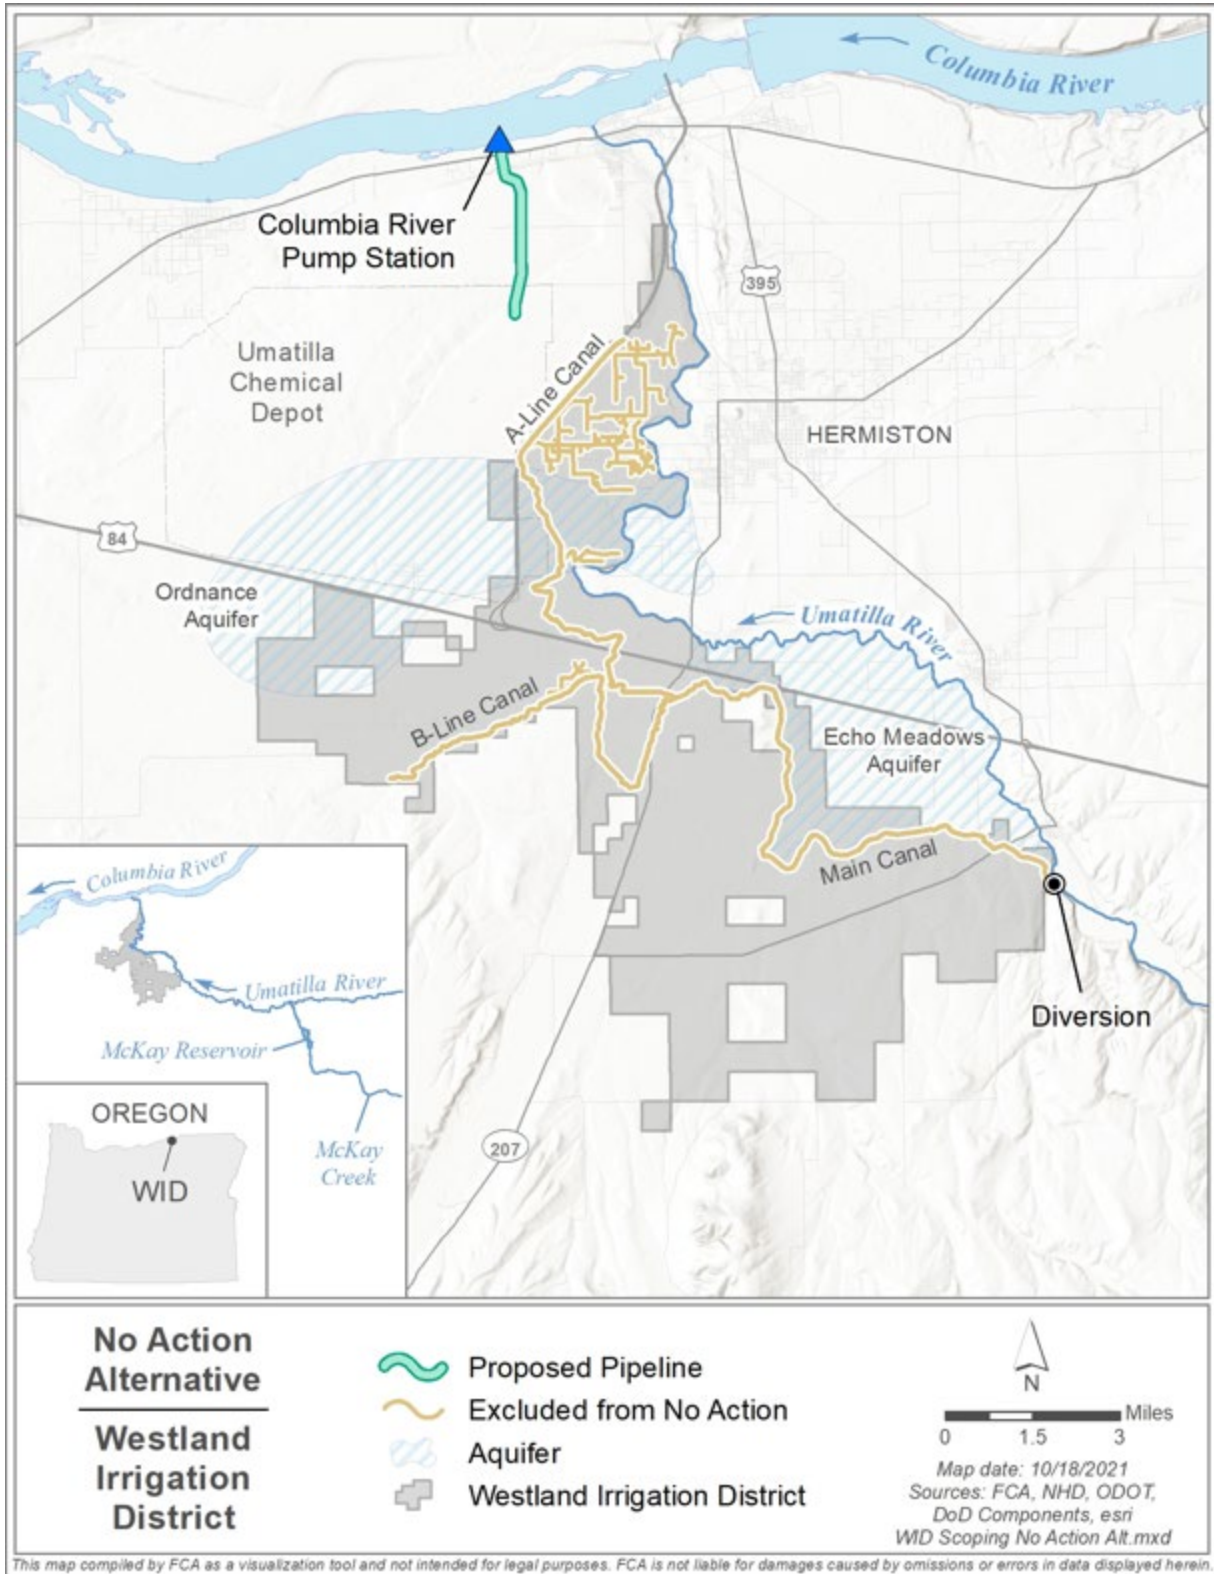 Columbia River
Columbia River
Pump Station
395
Umatilla
Chemical
Depot
A-Line Canal
HERMISTON
84
Ordnance
Aquifer
Umatilla River
B-Line Canal
Echo Meadows
Aquifer
Main Canal
Diversion
207
Columbia River
Umatilla River
McKay Reservoir
McKay
Creek
OREGON
WID
No Action
Alternative
Westland
Irrigation
District
Proposed Pipeline
Excluded from No Action
Aquifer
Westland Irrigation District
N
Miles
0 1.5 3
Map date: 10/18/2021
Sources: FCA, NHD, ODOT,
DoD Components, esri
WID Scoping No Action Alt.mxd
This map compiled by FCA as a visualization tool and not intended for legal purposes. FCA is not liable for damages caused by omissions or errors in data displayed herein.